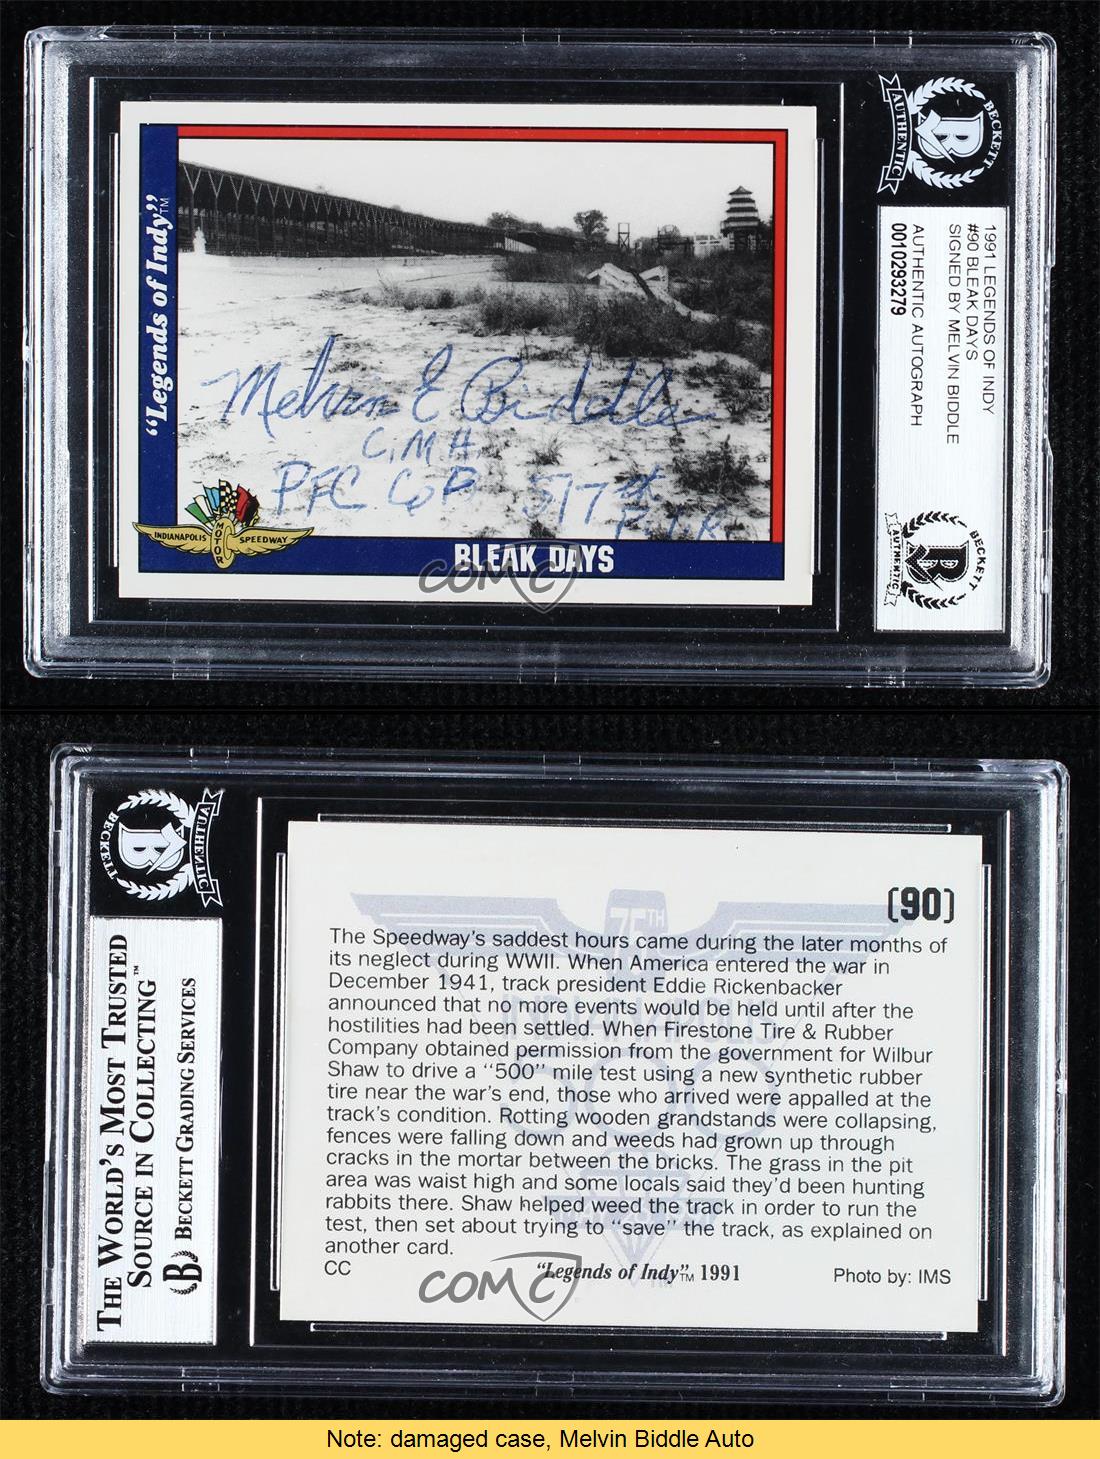 "Legends of Indy"TM
Melvin E Biddle
C.M.H.
PFC Co B 517th
P.I.R.
INDIANAPOLIS MOTOR SPEEDWAY
BLEAK DAYS
COMC
BECKETT
AUTHENTIC
1991 LEGENDS OF INDY
#90 BLEAK DAYS
SIGNED BY MELVIN BIDDLE
AUTHENTIC AUTOGRAPH
0010293279
BECKETT
AUTHENTIC
BECKETT
AUTHENTIC
THE WORLD'S MOST TRUSTED
SOURCE IN COLLECTING™
BECKETT GRADING SERVICES
(90)
75TH
INDIANAPOLIS
500
The Speedway's saddest hours came during the later months of
its neglect during WWII. When America entered the war in
December 1941, track president Eddie Rickenbacker
announced that no more events would be held until after the
hostilities had been settled. When Firestone Tire & Rubber
Company obtained permission from the government for Wilbur
Shaw to drive a "500" mile test using a new synthetic rubber
tire near the war's end, those who arrived were appalled at the
track's condition. Rotting wooden grandstands were collapsing,
fences were falling down and weeds had grown up through
cracks in the mortar between the bricks. The grass in the pit
area was waist high and some locals said they'd been hunting
rabbits there. Shaw helped weed the track in order to run the
test, then set about trying to "save" the track, as explained on
another card.
CC "Legends of Indy"TM 1991 Photo by: IMS
COMC
Note: damaged case, Melvin Biddle Auto